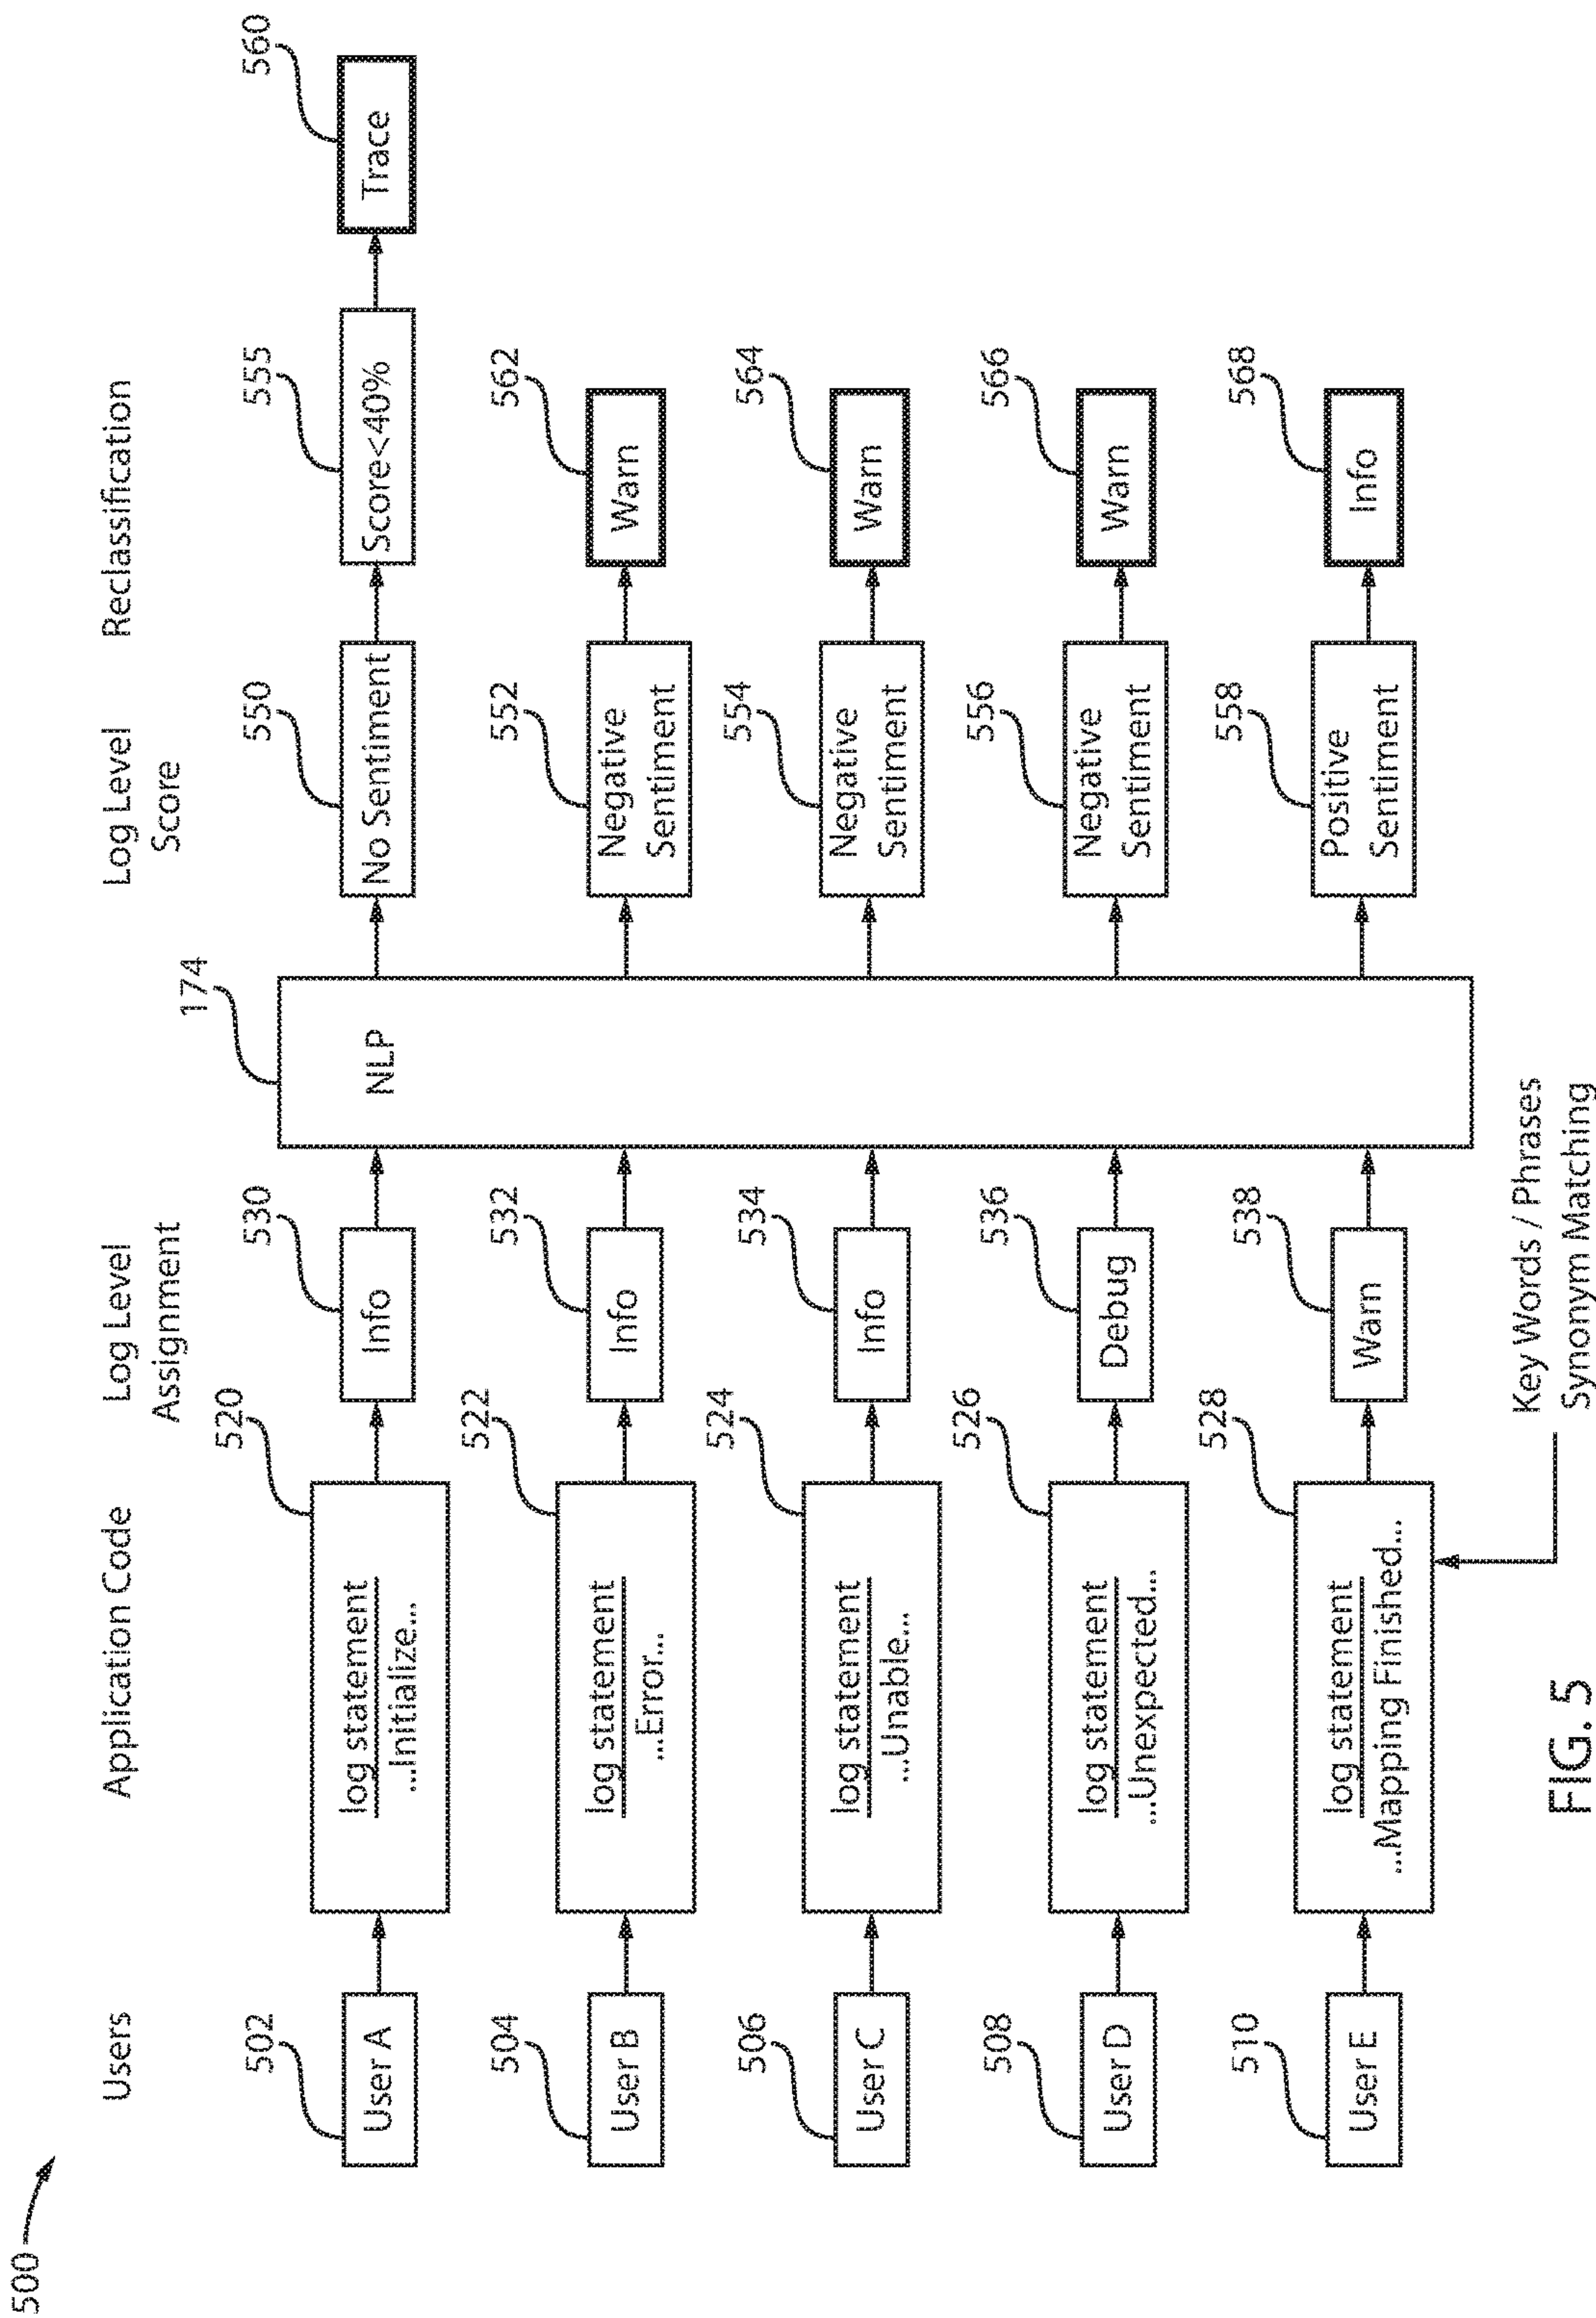 500
Users
Application Code
Log Level
Assignment
Log Level
Score
Reclassification
502
User A
520
log statement
...Initialize...
530
Info
174
NLP
550
No Sentiment
555
Score<40%
560
Trace
504
User B
522
log statement
...Error...
532
Info
552
Negative
Sentiment
562
Warn
506
User C
524
log statement
...Unable...
534
Info
554
Negative
Sentiment
564
Warn
508
User D
526
log statement
...Unexpected...
536
Debug
556
Negative
Sentiment
566
Warn
510
User E
528
log statement
...Mapping Finished...
538
Warn
558
Positive
Sentiment
568
Info
Key Words / Phrases
Synonym Matching
FIG. 5